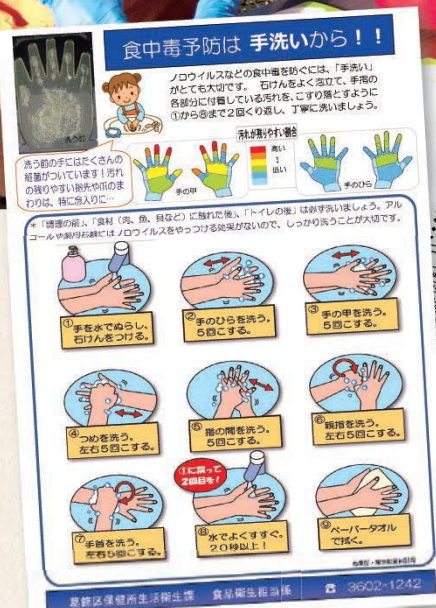 食中毒予防は 手洗いから！！
洗う前
ノロウイルスなどの食中毒を防ぐには、「手洗い」
がとても大切です。 石けんをよく泡立て、手指の
各部分に付着している汚れを、こすり落とすように
①から⑧まで２回くり返し、丁寧に洗いましょう。
洗う前の手にはたくさんの
細菌がついています！汚れ
の残りやすい指先や爪のま
わりは、特に念入りに…
汚れが残りやすい割合
高い
低い
手の甲
手のひら
＊「調理の前」、「食材（肉、魚、貝など）に触れた後」、「トイレの後」は必ず洗いましょう。アル
コールや逆性石鹸にはノロウイルスをやっつける効果がないので、しっかり洗うことが大切です。
①手を水でぬらし、
石けんをつける。
②手のひらを洗う。
５回こする。
③手の甲を洗う。
５回こする。
④つめを洗う。
左右５回こする。
⑤指の間を洗う。
５回こする。
⑥親指を洗う。
左右５回こする。
⑦手首を洗う。
左右５回こする。
①に戻って
２回目を！
⑧水でよくすすぐ。
２０秒以上！
⑨ペーパータオル
で拭く。
葛飾区保健所生活衛生課 食品衛生担当係 ☎ 3602-1242